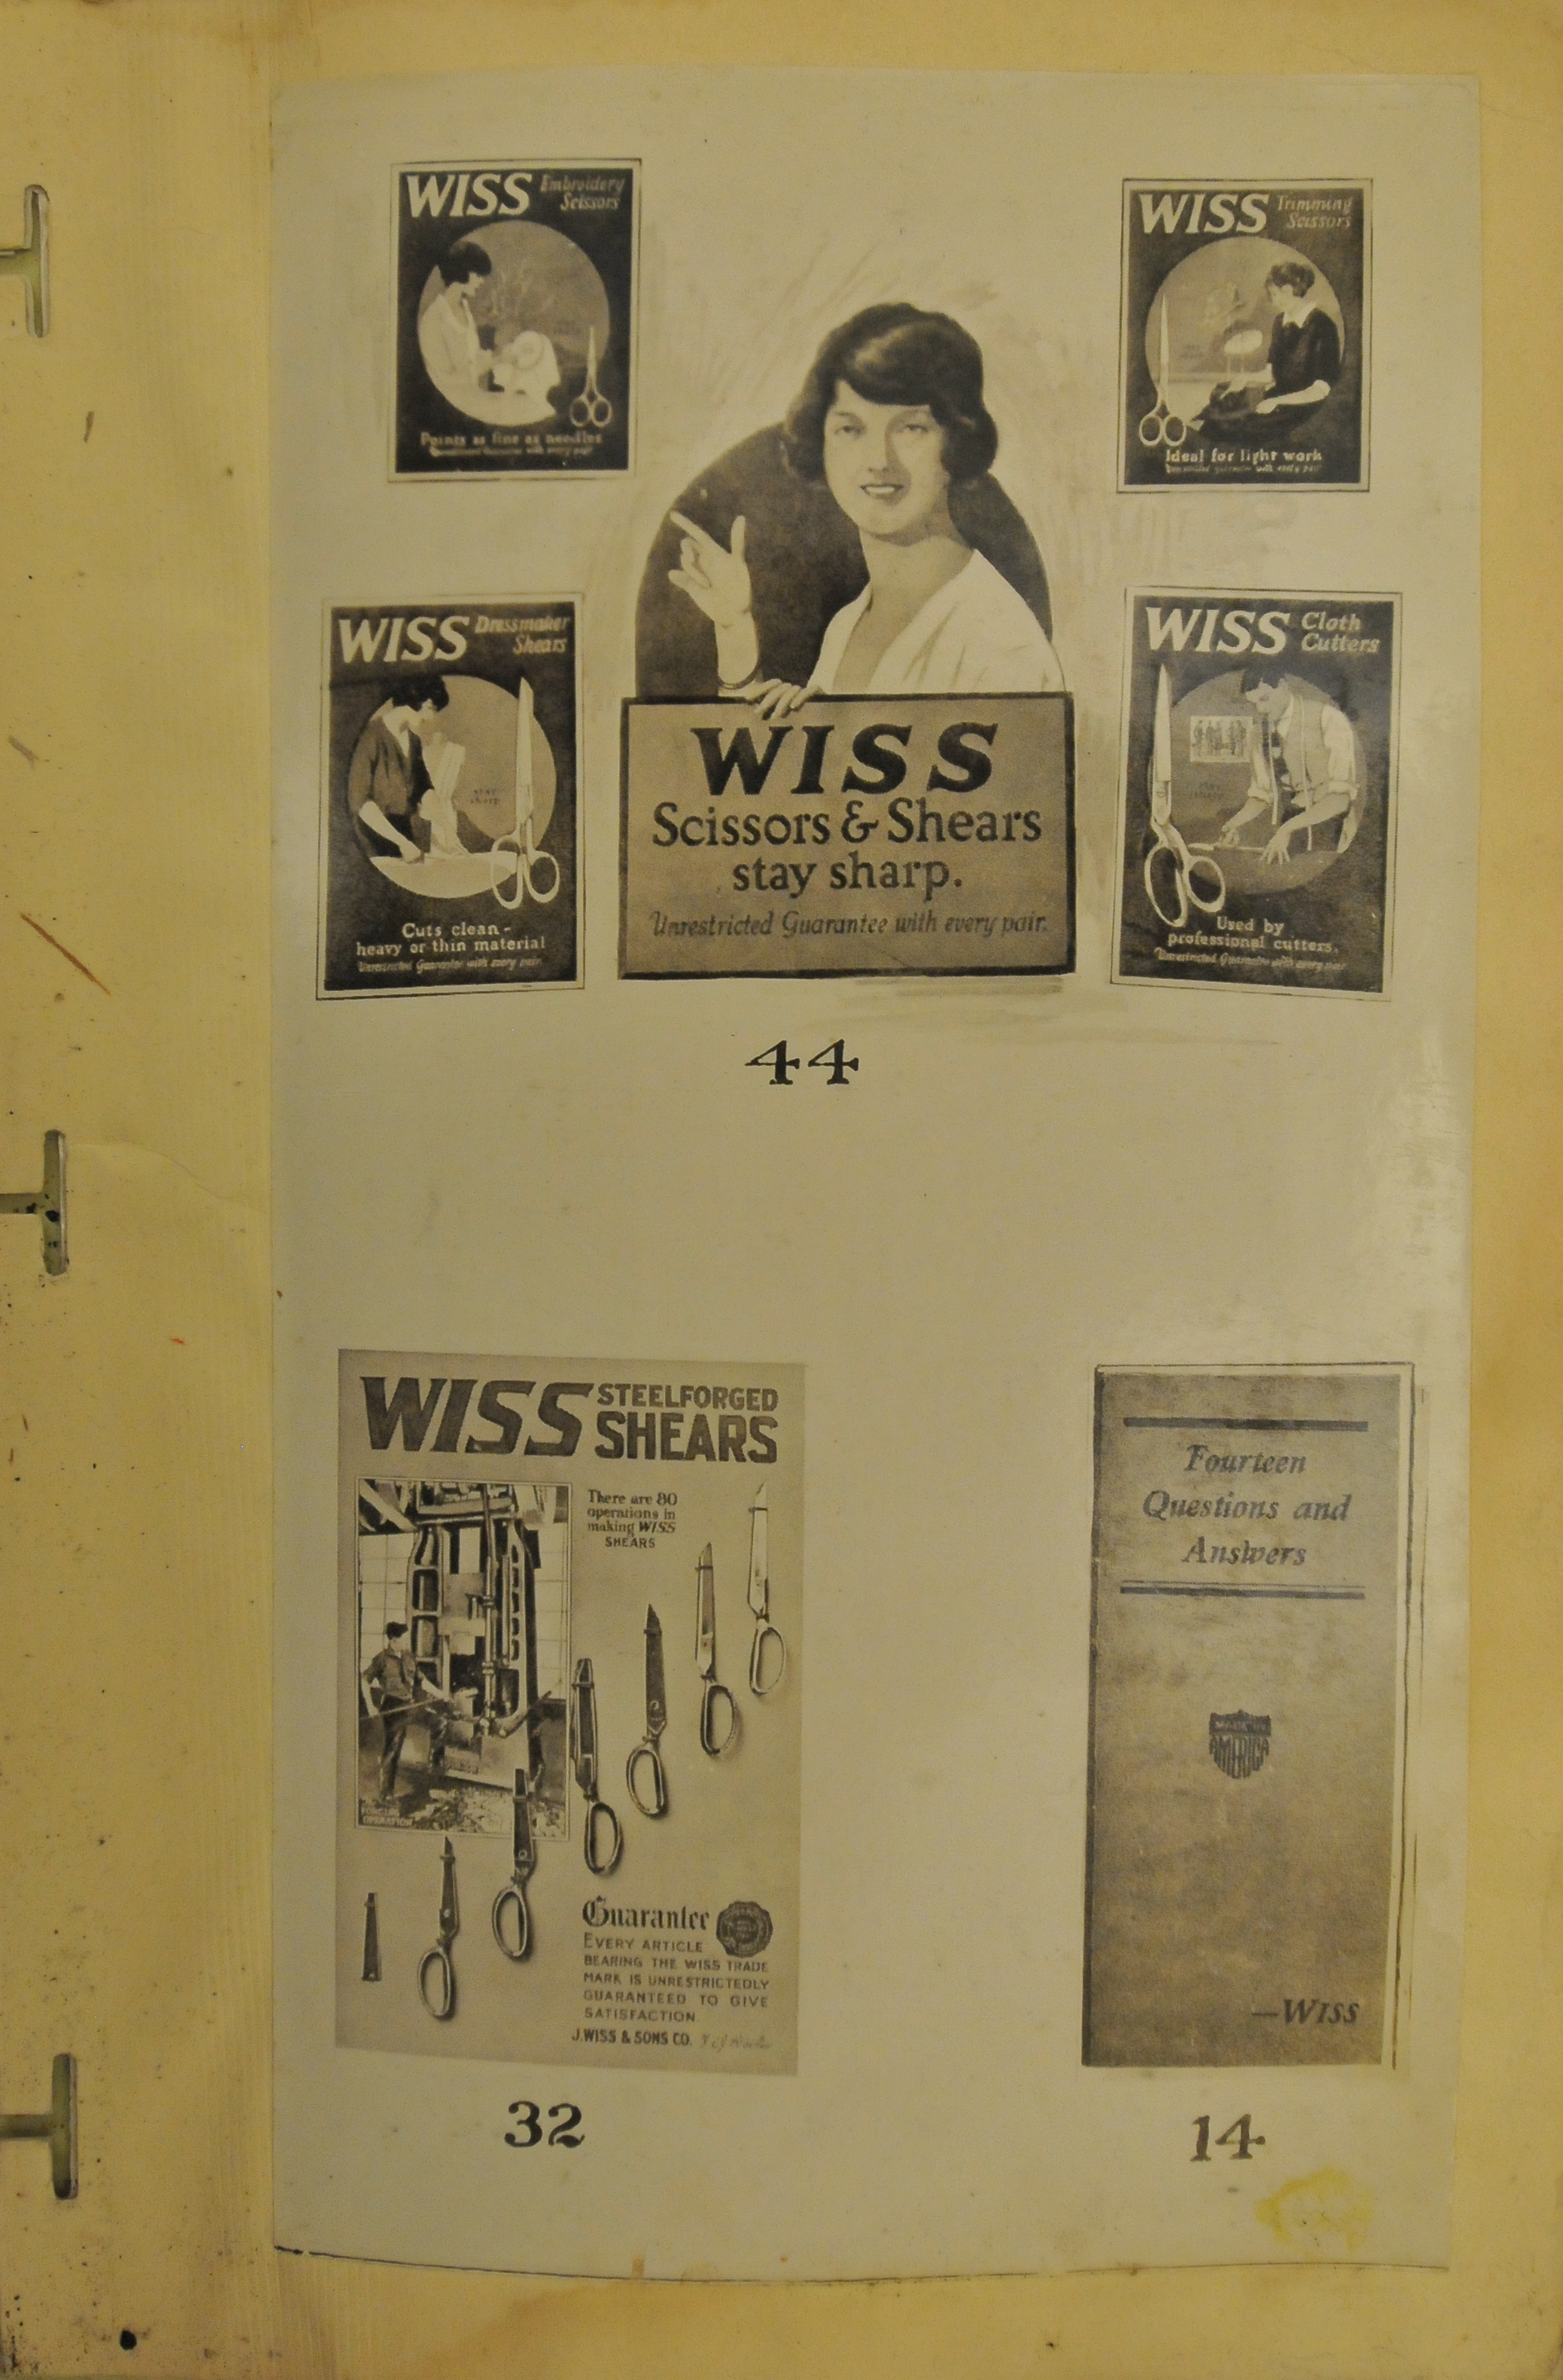 WISS Embroidery
Scissors
Points as fine as needles
WISS Trimming
Scissors
Ideal for light work
WISS Dressmaker
Shears
Cuts clean -
heavy or thin material
Unrestricted Guarantee with every pair.
WISS
Scissors & Shears
stay sharp.
Unrestricted Guarantee with every pair.
WISS Cloth
Cutters
Used by
professional cutters.
Unrestricted Guarantee with every pair
44
WISS STEELFORGED
SHEARS
There are 80
operations in
making WISS
SHEARS
FORGING
OPERATION
Guarantee
EVERY ARTICLE
BEARING THE WISS TRADE
MARK IS UNRESTRICTEDLY
GUARANTEED TO GIVE
SATISFACTION
J. WISS & SONS CO.
32
Fourteen
Questions and
Answers
MADE IN
AMERICA
—WISS
14